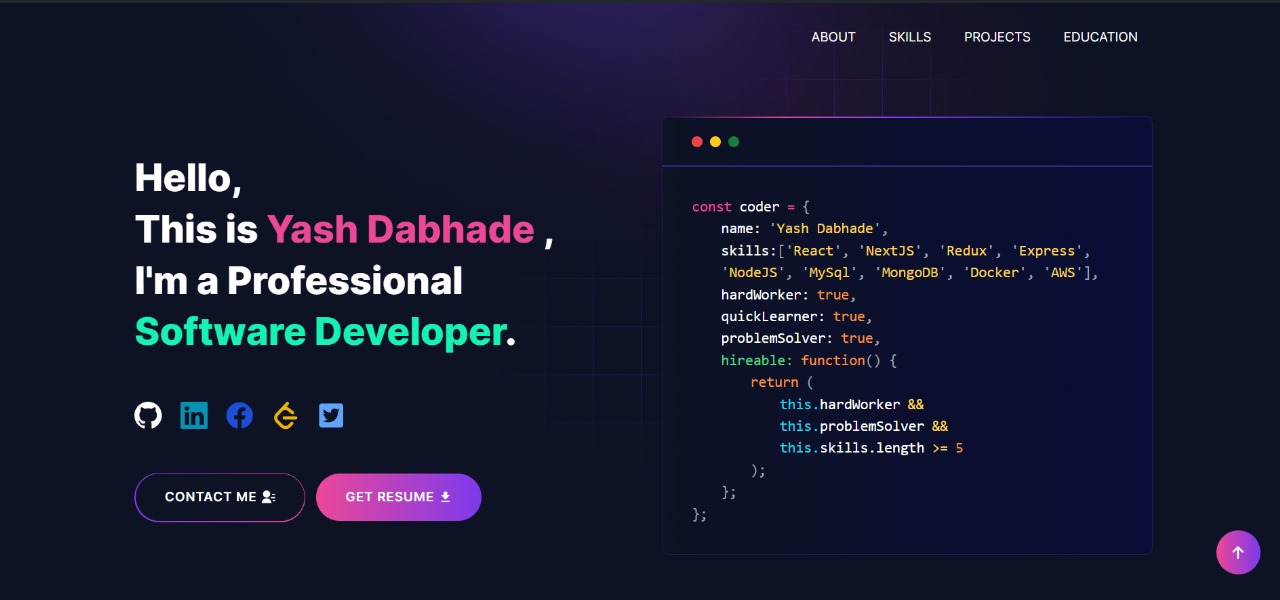 ABOUT SKILLS PROJECTS EDUCATION
Hello,
This is Yash Dabhade ,
I'm a Professional
Software Developer.
in
CONTACT ME
GET RESUME
const coder = {
name: 'Yash Dabhade',
skills:['React', 'NextJS', 'Redux', 'Express',
'NodeJS', 'MySql', 'MongoDB', 'Docker', 'AWS'],
hardWorker: true,
quickLearner: true,
problemSolver: true,
hireable: function() {
return (
this.hardWorker &&
this.problemSolver &&
this.skills.length >= 5
);
};
};